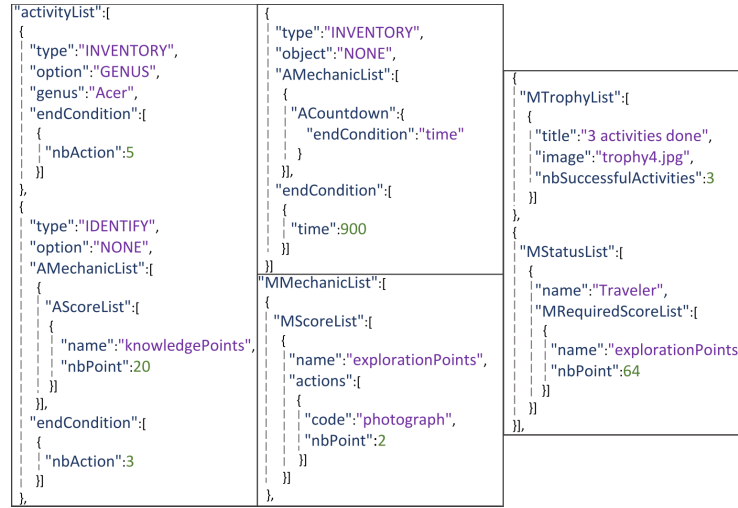 "activityList":[
{
"type":"INVENTORY",
"option":"GENUS",
"genus":"Acer",
"endCondition":[
{
"nbAction":5
}]
},
{
"type":"IDENTIFY",
"option":"NONE",
"AMechanicList":[
{
"AScoreList":[
{
"name":"knowledgePoints",
"nbPoint":20
}]
}],
"endCondition":[
{
"nbAction":3
}]
},
{
"type":"INVENTORY",
"object":"NONE",
"AMechanicList":[
{
"ACountdown":{
"endCondition":"time"
}
}],
"endCondition":[
{
"time":900
}]
}]
"MMechanicList":[
{
"MScoreList":[
{
"name":"explorationPoints",
"actions":[
{
"code":"photograph",
"nbPoint":2
}]
}]
},
{
"MTrophyList":[
{
"title":"3 activities done",
"image":"trophy4.jpg",
"nbSuccessfulActivities":3
}]
},
{
"MStatusList":[
{
"name":"Traveler",
"MRequiredScoreList":[
{
"name":"explorationPoints
"nbPoint":64
}]
}]
}],